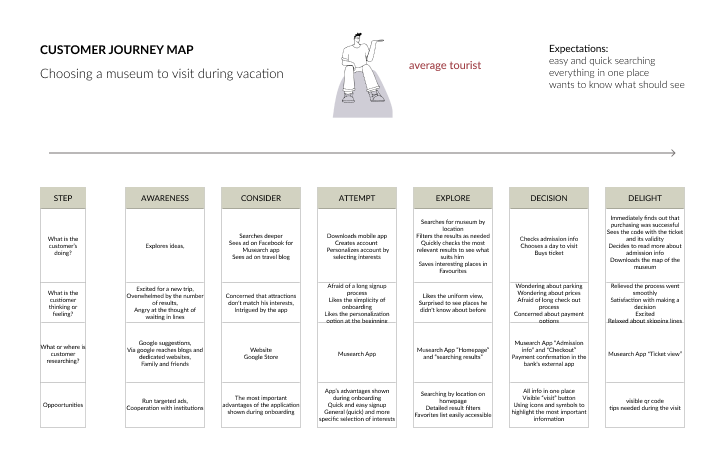 CUSTOMER JOURNEY MAP
Choosing a museum to visit during vacation
average tourist
Expectations:
easy and quick searching
everything in one place
wants to know what should see
STEP
AWARENESS
CONSIDER
ATTEMPT
EXPLORE
DECISION
DELIGHT
What is the
customer's
doing?
Explores ideas,
Searches deeper
Sees ad on Facebook for
Musearch app
Sees ad on travel blog
Downloads mobile app
Creates account
Personalizes account by
selecting interests
Searches for museum by
location
Filters the results as needed
Quickly checks the most
relevant results to see what
suits him
Saves interesting places in
Favourites
Checks admission info
Chooses a day to visit
Buys ticket
Immediately finds out that
purchasing was successful
Sees the code with the ticket
and its validity
Decides to read more about
admission info
Downloads the map of the
museum
What is the
customer
thinking or
feeling?
Excited for a new trip,
Overwhelmed by the number
of results,
Angry at the thought of
waiting in lines
Concerned that attractions
don't match his interests,
Intrigued by the app
Afraid of a long signup
process
Likes the simplicity of
onboarding
Likes the personalization
option at the beginning
Likes the uniform view,
Surprised to see places he
didn't know about before
Wondering about parking
Wondering about prices
Afraid of long check out
process
Concerned about payment
options
Relieved the process went
smoothly
Satisfaction with making a
decision
Excited
Relaxed about skipping lines
What or where is
customer
researching?
Google suggestions,
Via google reaches blogs and
dedicated websites,
Family and friends
Website
Google Store
Musearch App
Musearch App "Homepage"
and "searching results"
Musearch App "Admission
info" and "Checkout"
Payment confirmation in the
bank's external app
Musearch App "Ticket view"
Oppoortunities
Run targeted ads,
Cooperation with institutions
The most important
advantages of the application
shown during onboarding
App's advantages shown
during onboarding
Quick and easy signup
General (quick) and more
specific selection of interests
Searching by location on
homepage
Detailed result filters
Favorites list easily accessible
All info in one place
Visible "visit" button
Using icons and symbols to
highlight the most important
information
visible qr code
tips needed during the visit